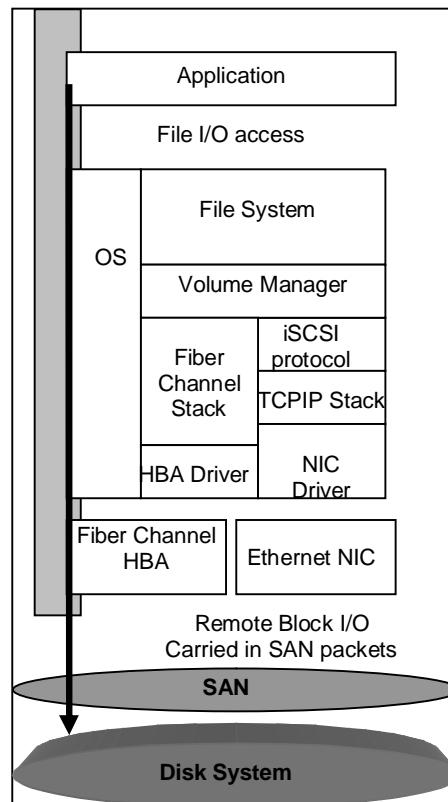 Application
File I/O access
File System
OS
Volume Manager
Fiber
Channel
Stack
iSCSI
protocol
TCPIP Stack
HBA Driver
NIC
Driver
Fiber Channel
HBA
Ethernet NIC
Remote Block I/O
Carried in SAN packets
SAN
Disk System